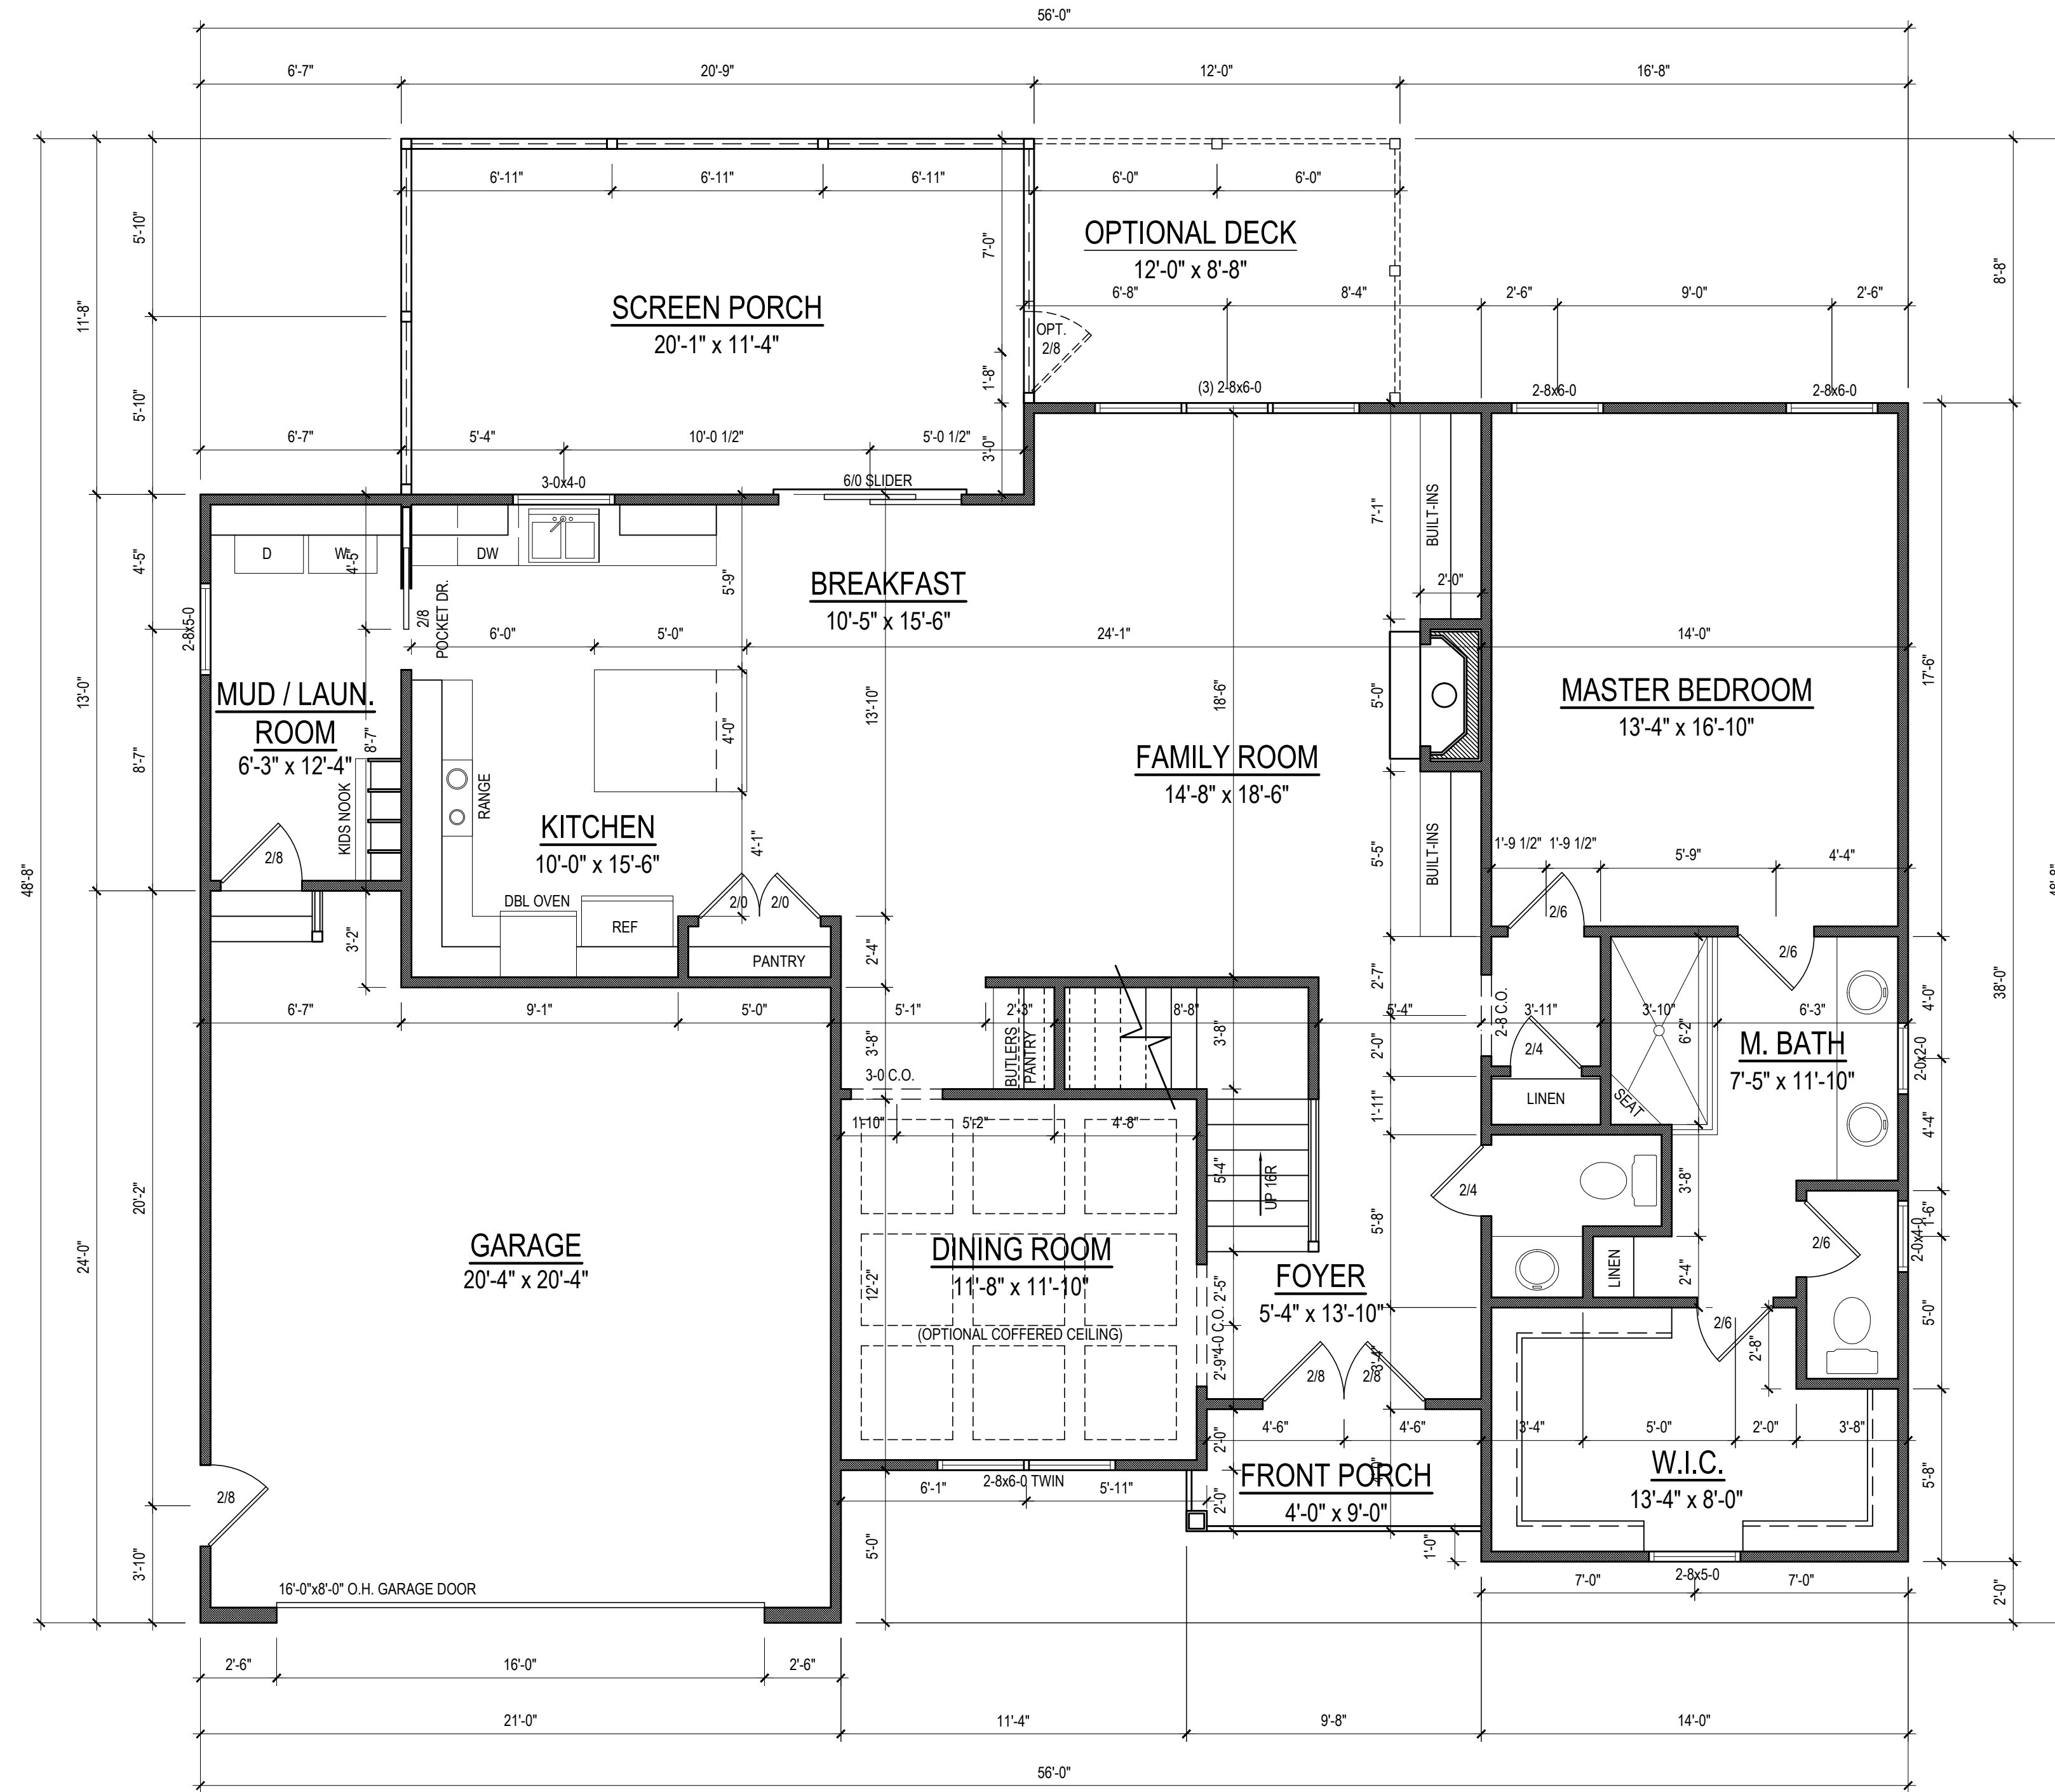 56'-0"
6'-7"
20'-9"
12'-0"
16'-8"
6'-11"
6'-11"
6'-11"
6'-0"
6'-0"
5'-10"
11'-8"
5'-10"
7'-0"
1'-8"
3'-0"
8'-8"
OPTIONAL DECK
12'-0" x 8'-8"
SCREEN PORCH
20'-1" x 11'-4"
OPT.
2/8
6'-8"
8'-4"
2'-6"
9'-0"
2'-6"
(3) 2-8x6-0
2-8x6-0
2-8x6-0
6'-7"
5'-4"
10'-0 1/2"
5'-0 1/2"
3-0x4-0
6/0 SLIDER
D
W
DW
4'-5"
4'-5"
2-8x5-0
2/8
POCKET DR.
5'-9"
BREAKFAST
10'-5" x 15'-6"
7'-1"
BUILT-INS
2'-0"
6'-0"
5'-0"
24'-1"
14'-0"
MUD / LAUN.
ROOM
6'-3" x 12'-4"
8'-7"
8'-7"
13'-0"
KIDS NOOK
2/8
RANGE
4'-0"
13'-10"
18'-6"
5'-0"
17'-6"
MASTER BEDROOM
13'-4" x 16'-10"
FAMILY ROOM
14'-8" x 18'-6"
KITCHEN
10'-0" x 15'-6"
4'-1"
5'-5"
BUILT-INS
1'-9 1/2"
1'-9 1/2"
5'-9"
4'-4"
48'-8"
48'-8"
DBL OVEN
REF
2/0
2/0
PANTRY
3'-2"
2'-4"
2/6
2/6
2'-7"
38'-0"
4'-0"
6'-7"
9'-1"
5'-0"
5'-1"
2'-3"
8'-8"
5'-4"
3'-11"
3'-10"
6'-3"
3'-8"
BUTLERS
PANTRY
3'-8"
2-8 C.O.
2'-0"
2/4
6'-2"
M. BATH
7'-5" x 11'-10"
2-0x2-0
3-0 C.O.
LINEN
SEAT
1'-11"
4'-4"
1'-10"
5'-2"
4'-8"
5'-4"
UP 16R
2/4
3'-8"
20'-2"
24'-0"
GARAGE
20'-4" x 20'-4"
DINING ROOM
11'-8" x 11'-10"
12'-2"
(OPTIONAL COFFERED CEILING)
5'-8"
FOYER
5'-4" x 13'-10"
2'-5"
4-0 C.O.
2'-9"
LINEN
2'-4"
2/6
1'-6"
2-0x4-0
5'-0"
2/8
2/8
3'-4"
2/6
2'-8"
4'-6"
4'-6"
3'-4"
5'-0"
2'-0"
3'-8"
2'-0"
2'-0"
FRONT PORCH
4'-0" x 9'-0"
W.I.C.
13'-4" x 8'-0"
5'-8"
2/8
2-8x6-0 TWIN
6'-1"
5'-11"
3'-10"
5'-0"
1'-0"
2-8x5-0
7'-0"
7'-0"
2'-0"
16'-0"x8'-0" O.H. GARAGE DOOR
2'-6"
16'-0"
2'-6"
21'-0"
11'-4"
9'-8"
14'-0"
56'-0"